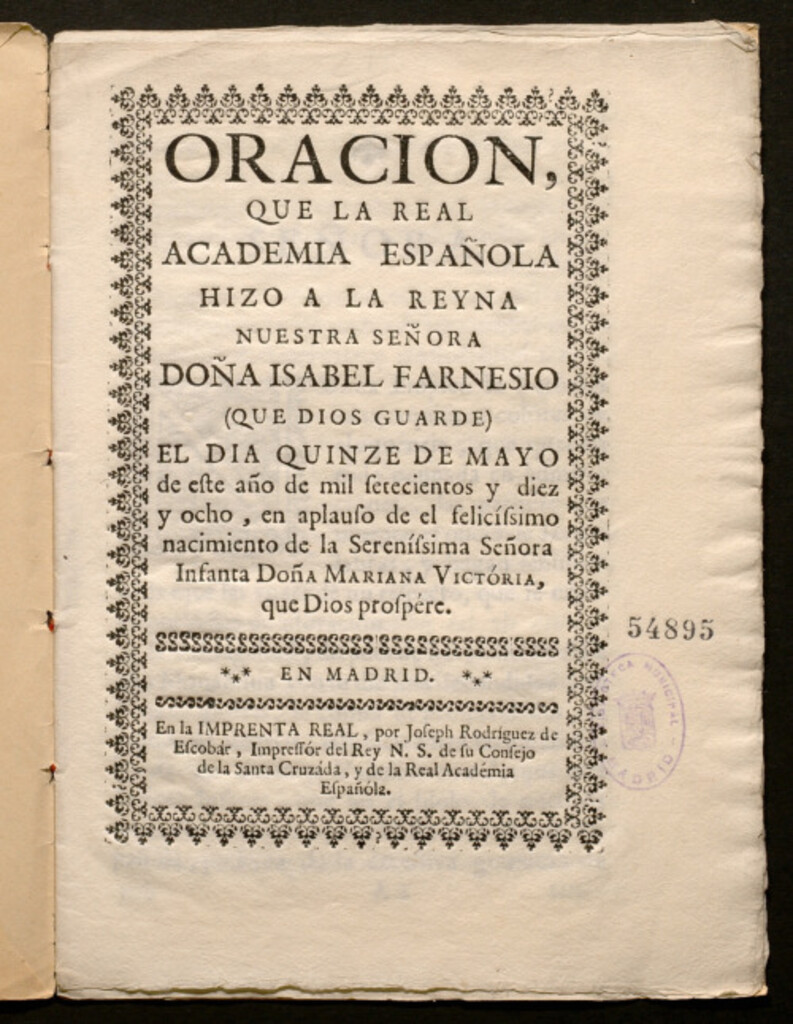 ORACION,
QUE LA REAL
ACADEMIA ESPAÑOLA
HIZO A LA REYNA
NUESTRA SEÑORA
DOÑA ISABEL FARNESIO
(QUE DIOS GUARDE)
EL DIA QUINZE DE MAYO
de eſte año de mil ſetecientos y diez
y ocho, en aplauſo de el felicíſsimo
nacimiento de la Sereníſsima Señora
Infanta DOÑA MARIANA VICTÓRIA,
que Dios proſpére.
54895
*** EN MADRID. ***
En la IMPRENTA REAL, por Joſeph Rodriguez de
Eſcobár, Impreſſór del Rey N. S. de ſu Conſejo
de la Santa Cruzáda, y de la Real Académia
Eſpañóla.
MUNICIPAL
MADRID